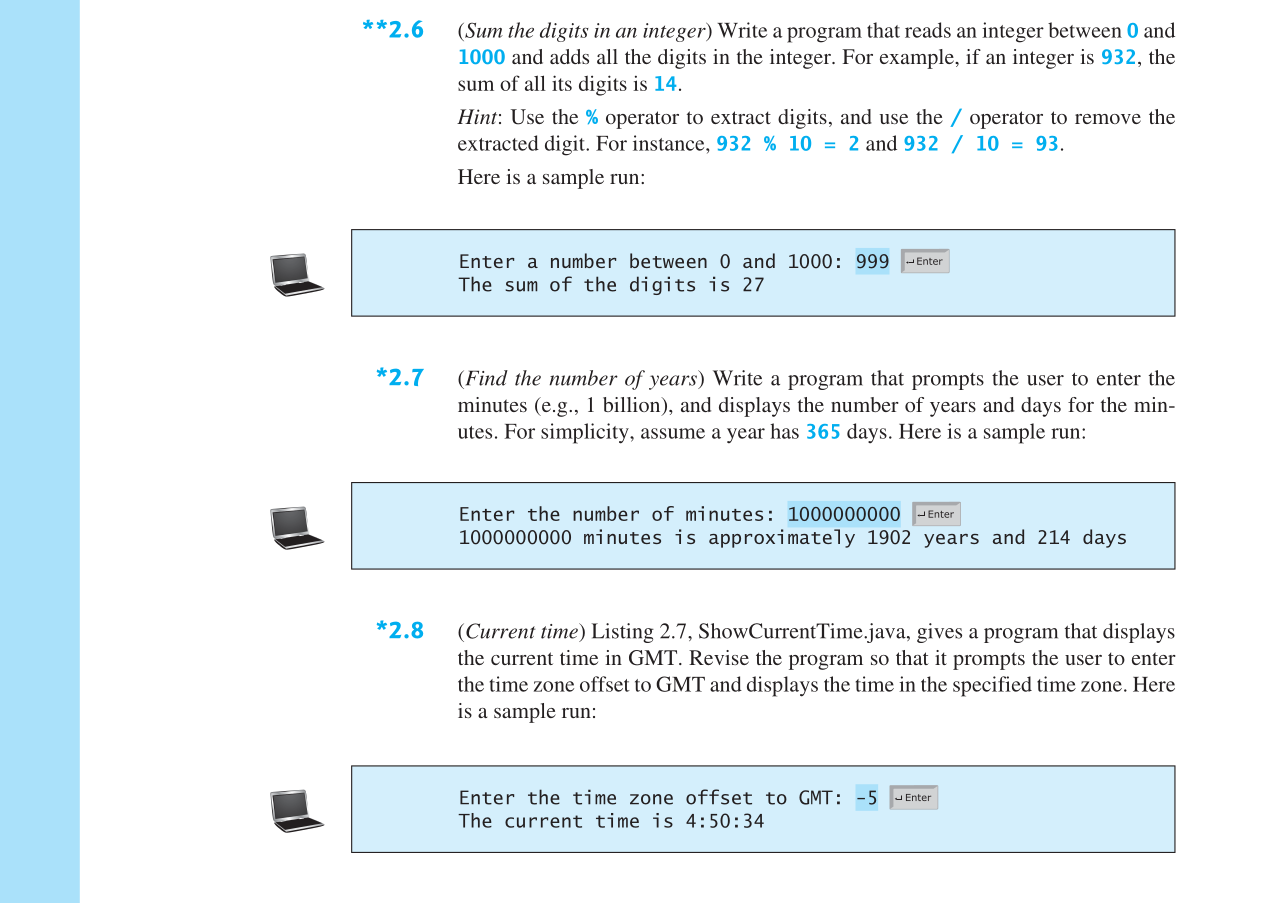 **2.6 (Sum the digits in an integer) Write a program that reads an integer between 0 and
1000 and adds all the digits in the integer. For example, if an integer is 932, the
sum of all its digits is 14.
Hint: Use the % operator to extract digits, and use the / operator to remove the
extracted digit. For instance, 932 % 10 = 2 and 932 / 10 = 93.
Here is a sample run:
Enter a number between 0 and 1000: 999 ↵Enter
The sum of the digits is 27
*2.7 (Find the number of years) Write a program that prompts the user to enter the
minutes (e.g., 1 billion), and displays the number of years and days for the min-
utes. For simplicity, assume a year has 365 days. Here is a sample run:
Enter the number of minutes: 1000000000 ↵Enter
1000000000 minutes is approximately 1902 years and 214 days
*2.8 (Current time) Listing 2.7, ShowCurrentTime.java, gives a program that displays
the current time in GMT. Revise the program so that it prompts the user to enter
the time zone offset to GMT and displays the time in the specified time zone. Here
is a sample run:
Enter the time zone offset to GMT: -5 ↵Enter
The current time is 4:50:34